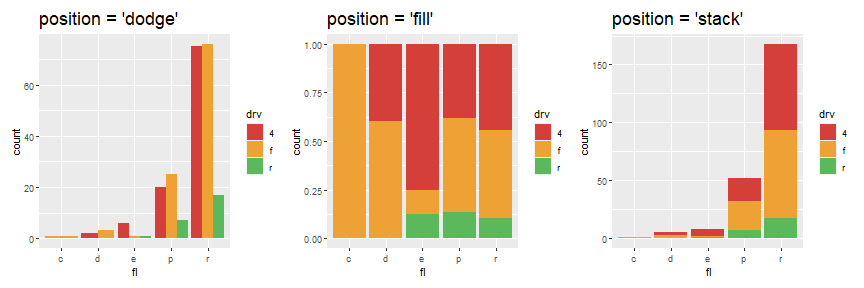 position = 'dodge'
count
60
40
20
0
c d e p r
fl
drv
4
f
r
position = 'fill'
count
1.00
0.75
0.50
0.25
0.00
c d e p r
fl
drv
4
f
r
position = 'stack'
count
150
100
50
0
c d e p r
fl
drv
4
f
r